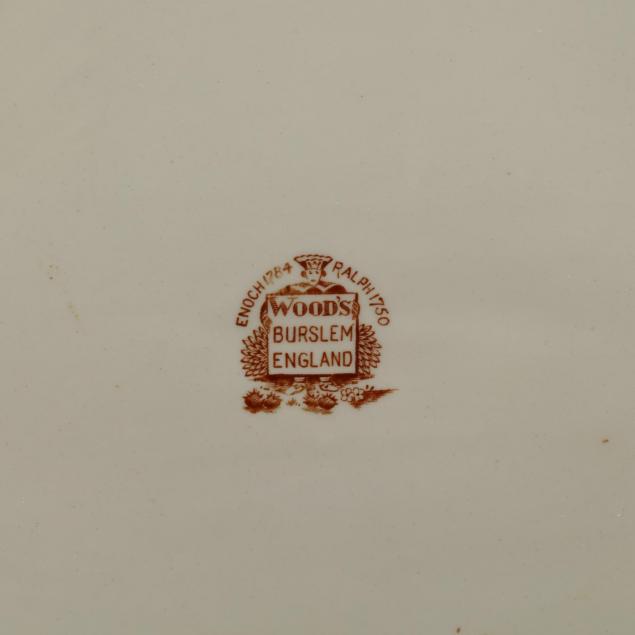 ENOCH 1784 RALPH 1750
WOOD'S
BURSLEM
ENGLAND